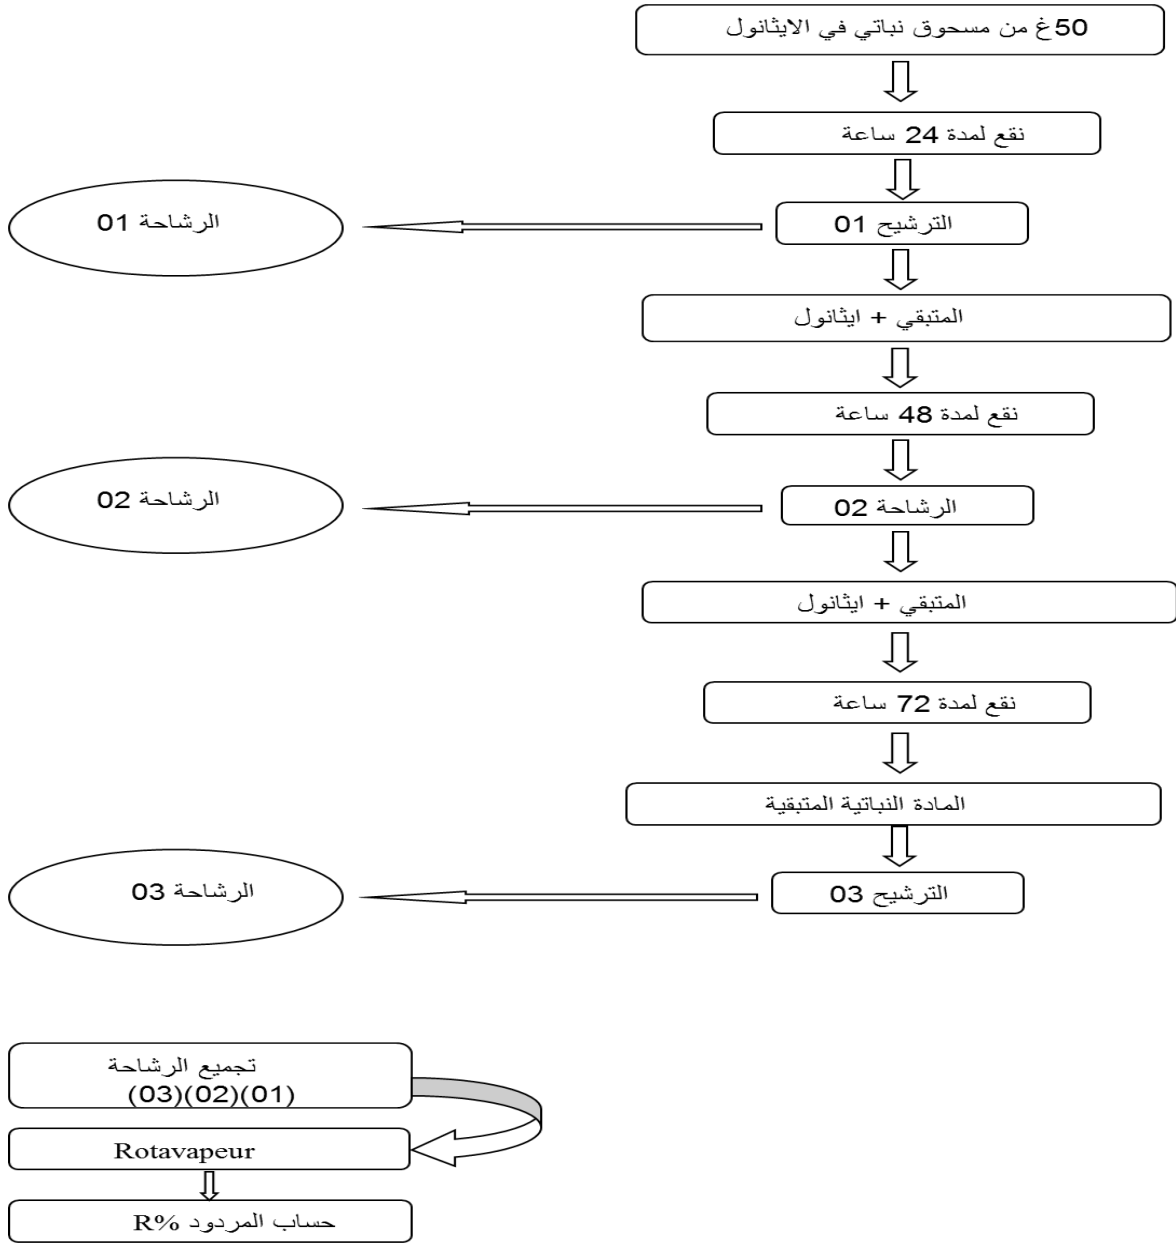 50غ من مسحوق نباتي في الايثانول
نقع لمدة 24 ساعة
الترشيح 01
الرشاحة 01
المتبقي + ايثانول
نقع لمدة 48 ساعة
الرشاحة 02
الرشاحة 02
المتبقي + ايثانول
نقع لمدة 72 ساعة
المادة النباتية المتبقية
الترشيح 03
الرشاحة 03
تجميع الرشاحة
(01)(02)(03)
Rotavapeur
حساب المردود R%